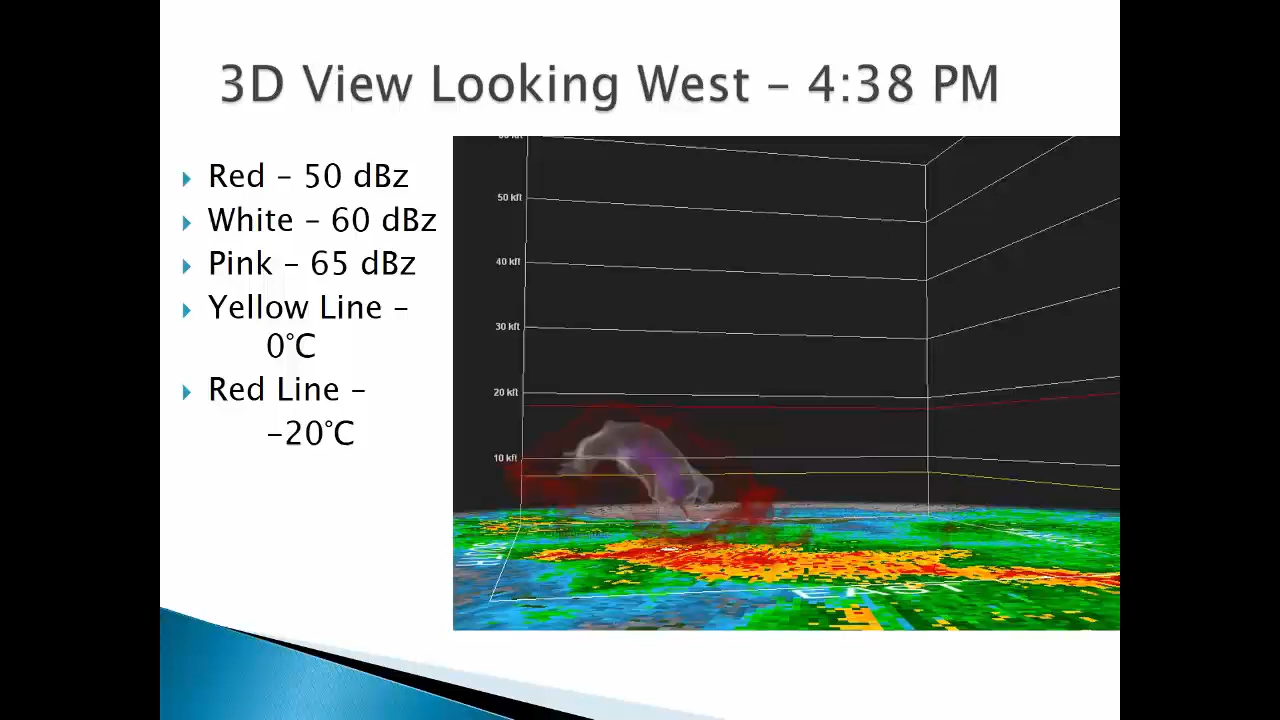 3D View Looking West – 4:38 PM
Red – 50 dBz
White – 60 dBz
Pink – 65 dBz
Yellow Line –
0°C
Red Line –
-20°C
50 kft
40 kft
30 kft
20 kft
10 kft
EAST